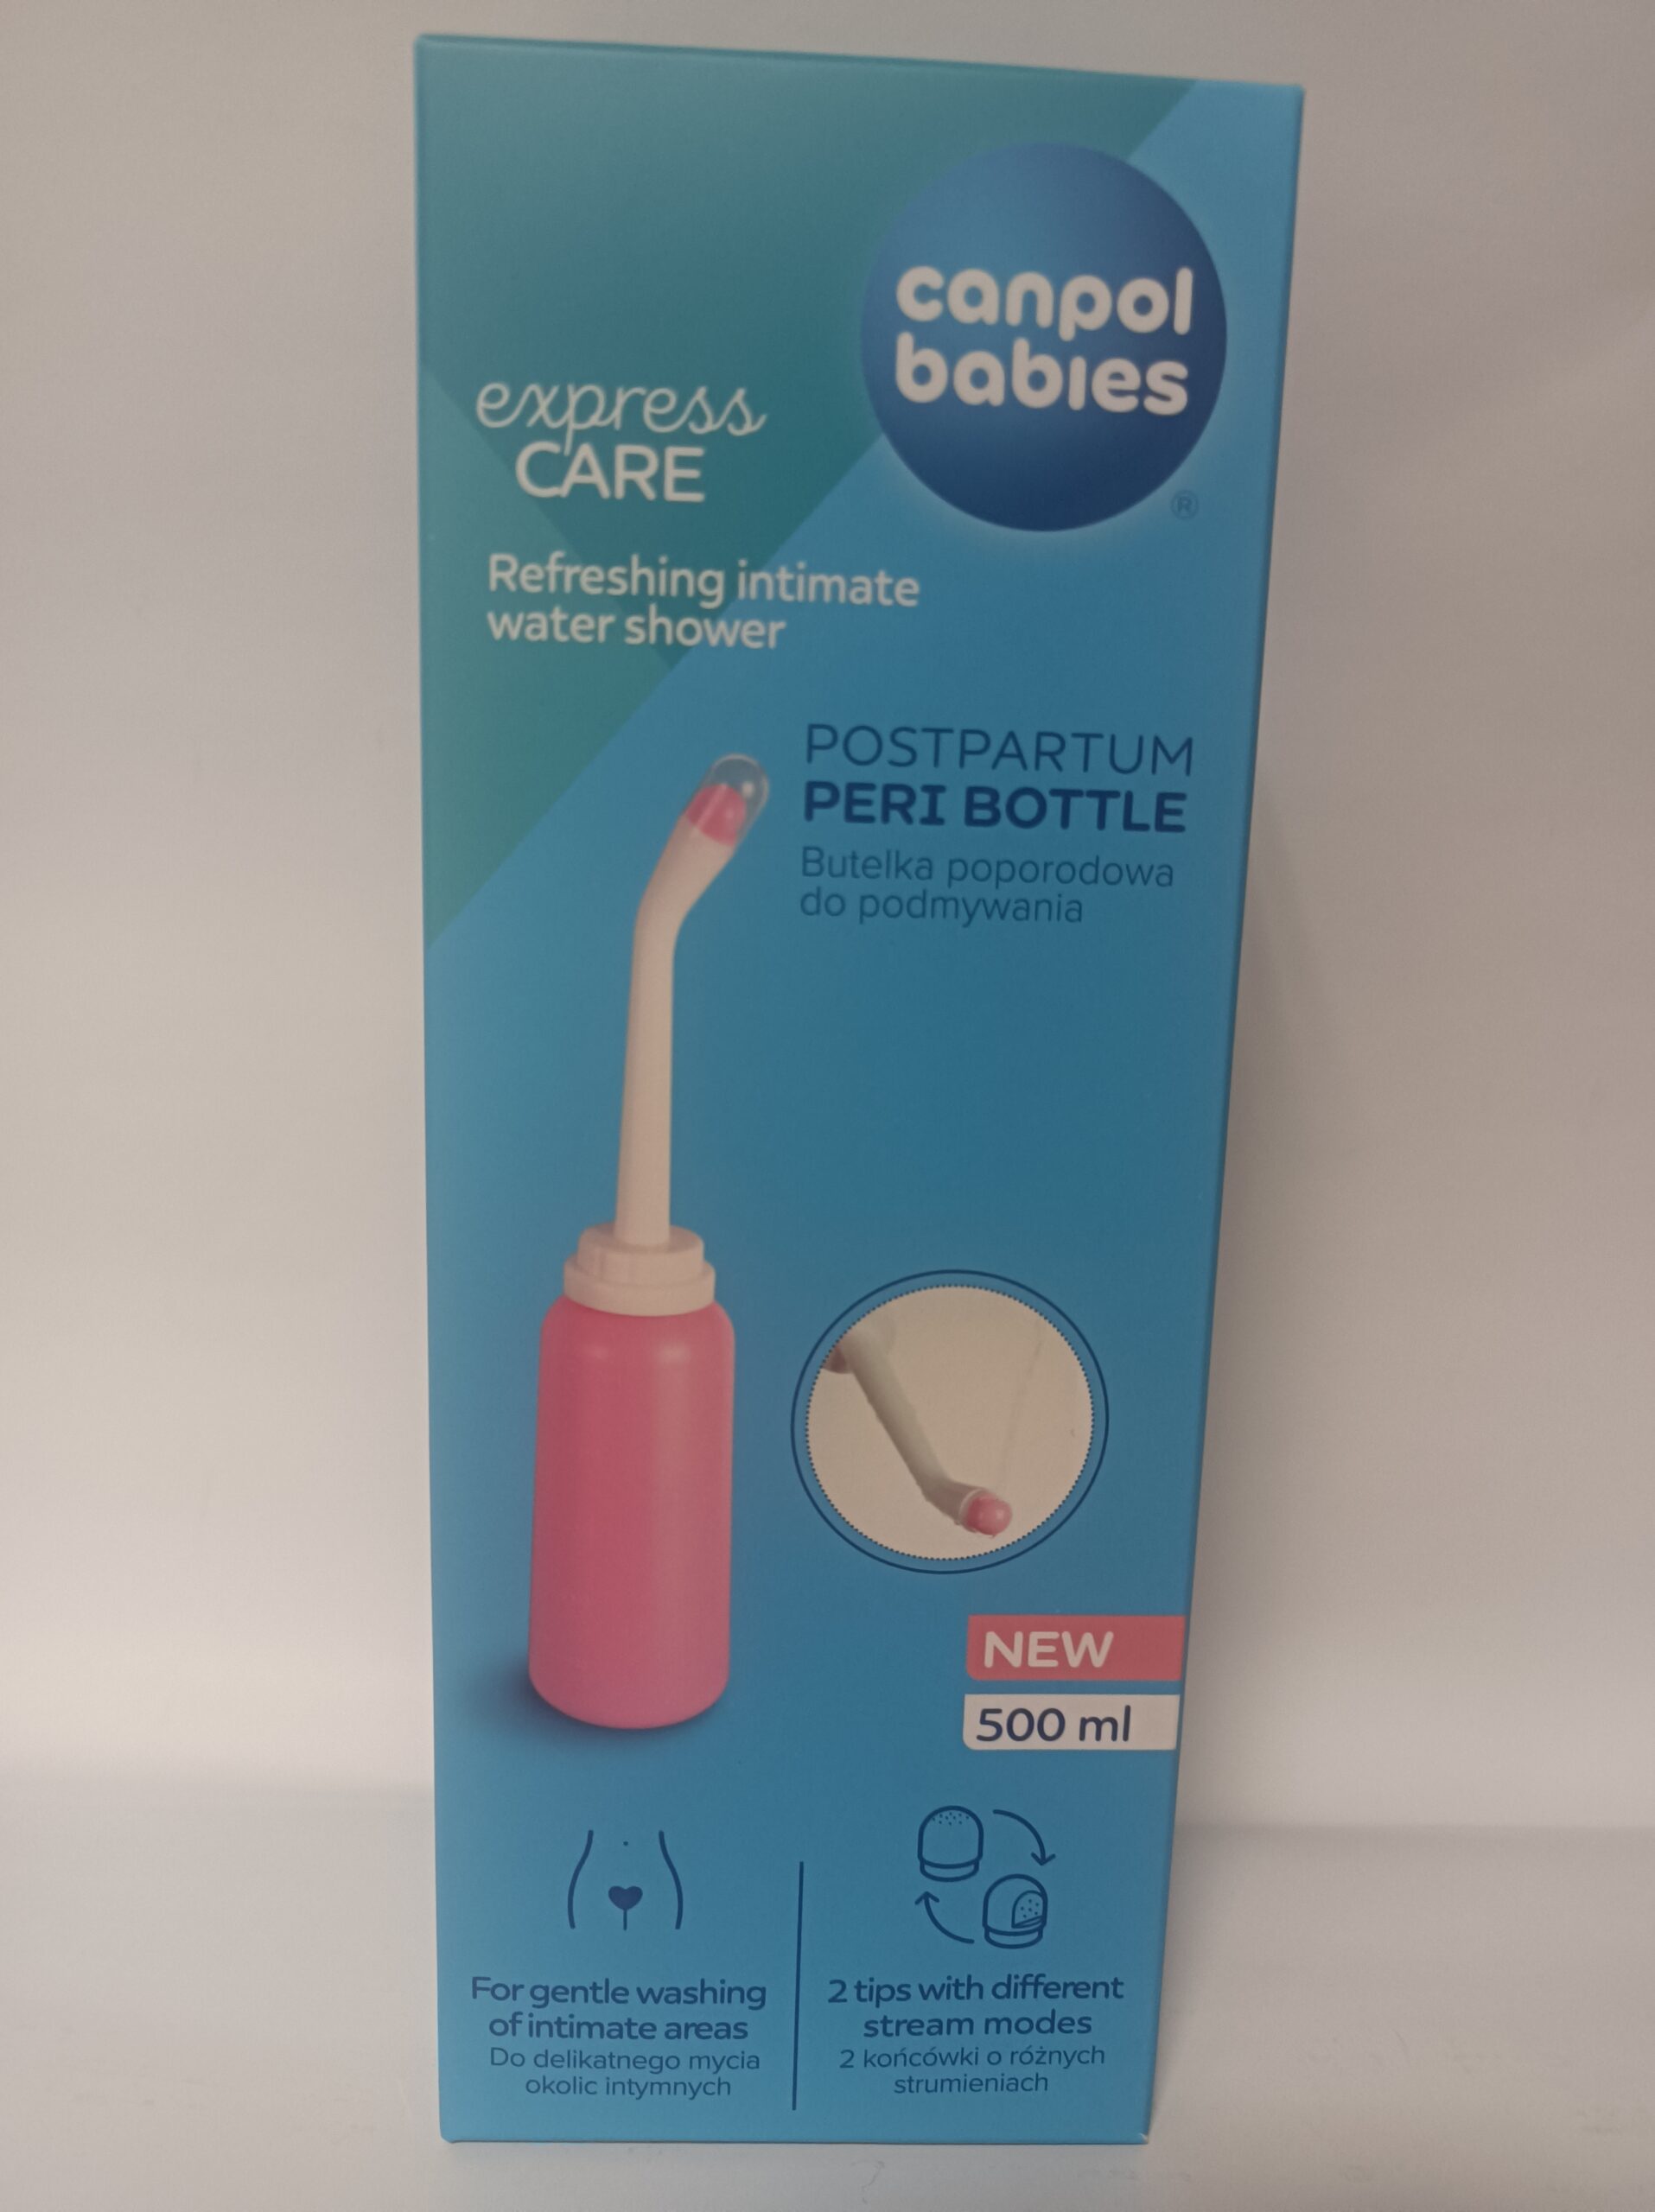 canpol
babies
®
express
CARE
Refreshing intimate
water shower
POSTPARTUM
PERI BOTTLE
Butelka poporodowa
do podmywania
NEW
500 ml
For gentle washing
of intimate areas
Do delikatnego mycia
okolic intymnych
2 tips with different
stream modes
2 końcówki o różnych
strumieniach